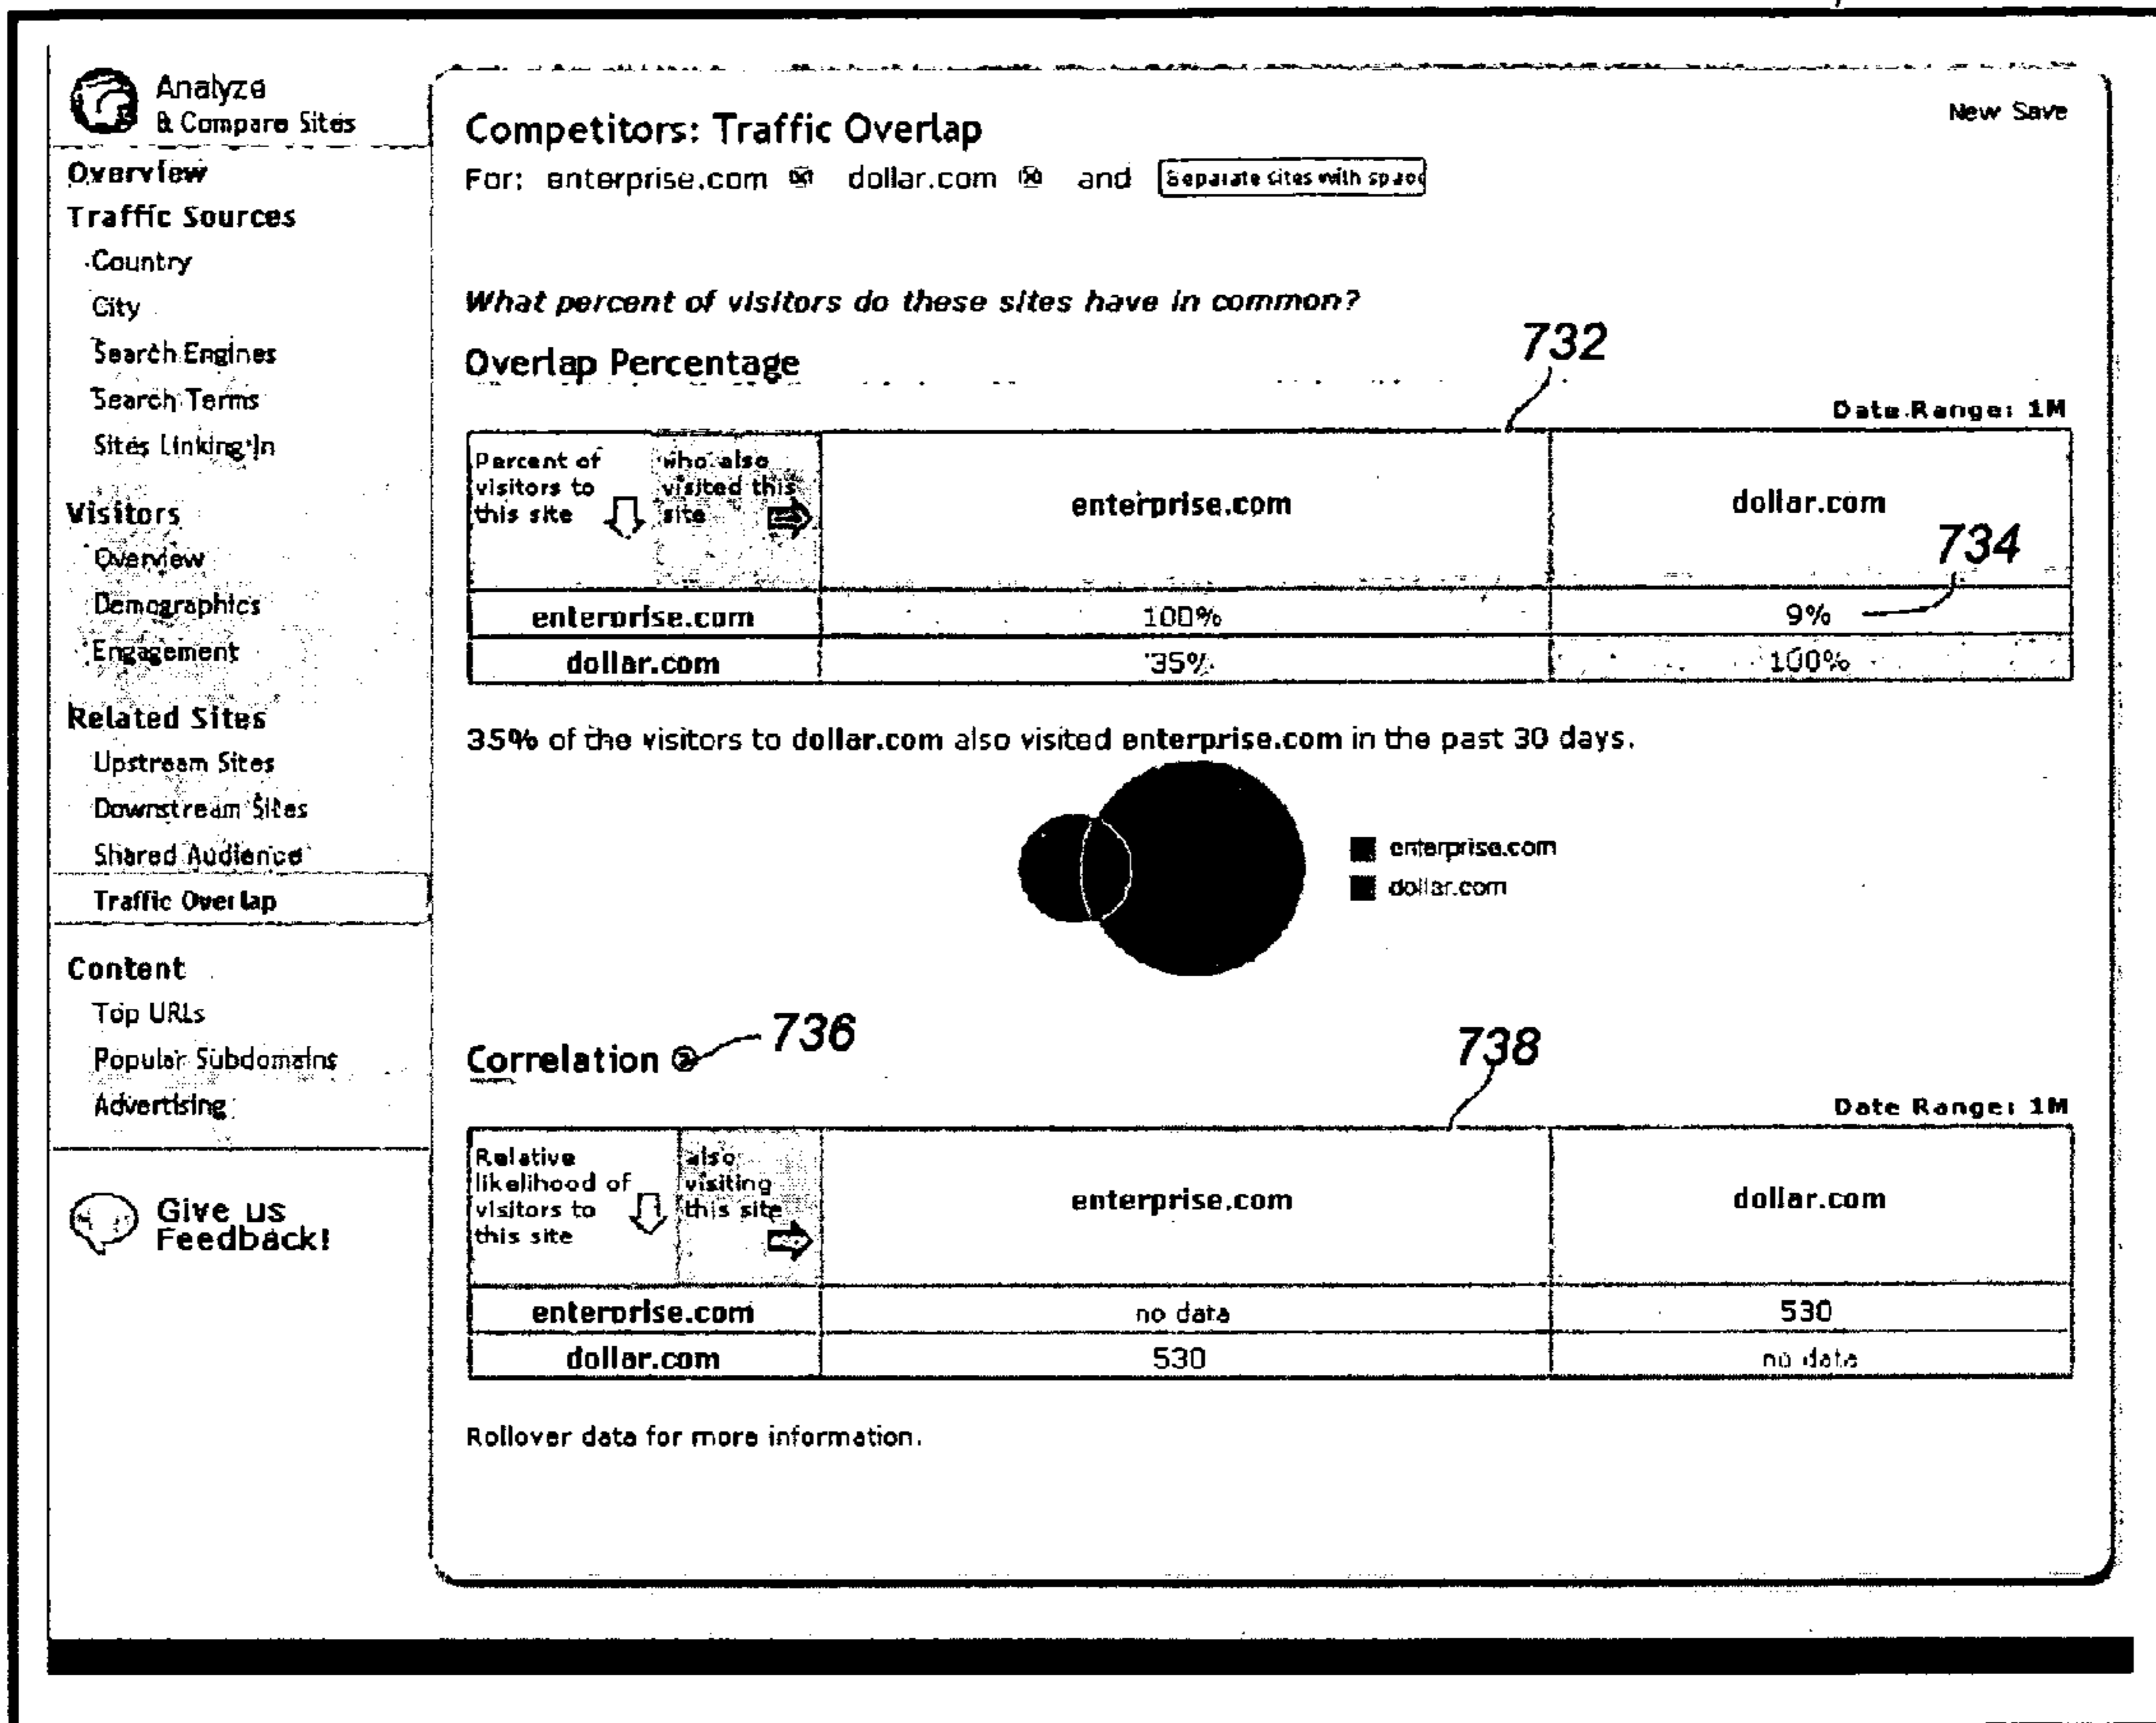 Analyze
& Compare Sites
Overview
Traffic Sources
Country
City
Search Engines
Search Terms
Sites Linking In
Visitors
Overview
Demographics
Engagement
Related Sites
Upstream Sites
Downstream Sites
Shared Audience
Traffic Overlap
Content
Top URLs
Popular Subdomains
Advertising
Give us
Feedback!
New Save
Competitors: Traffic Overlap
For: enterprise.com dollar.com and Separate sites with spac
What percent of visitors do these sites have in common?
732
Overlap Percentage
Date Range: 1M
Percent of visitors to this site who also visited this site enterprise.com dollar.com
734
enterprise.com 100% 9%
dollar.com 35% 100%
35% of the visitors to dollar.com also visited enterprise.com in the past 30 days.
enterprise.com
dollar.com
736
738
Correlation
Date Range: 1M
Relative likelihood of visitors to this site also visiting this site enterprise.com dollar.com
enterprise.com no data 530
dollar.com 530 no data
Rollover data for more information.